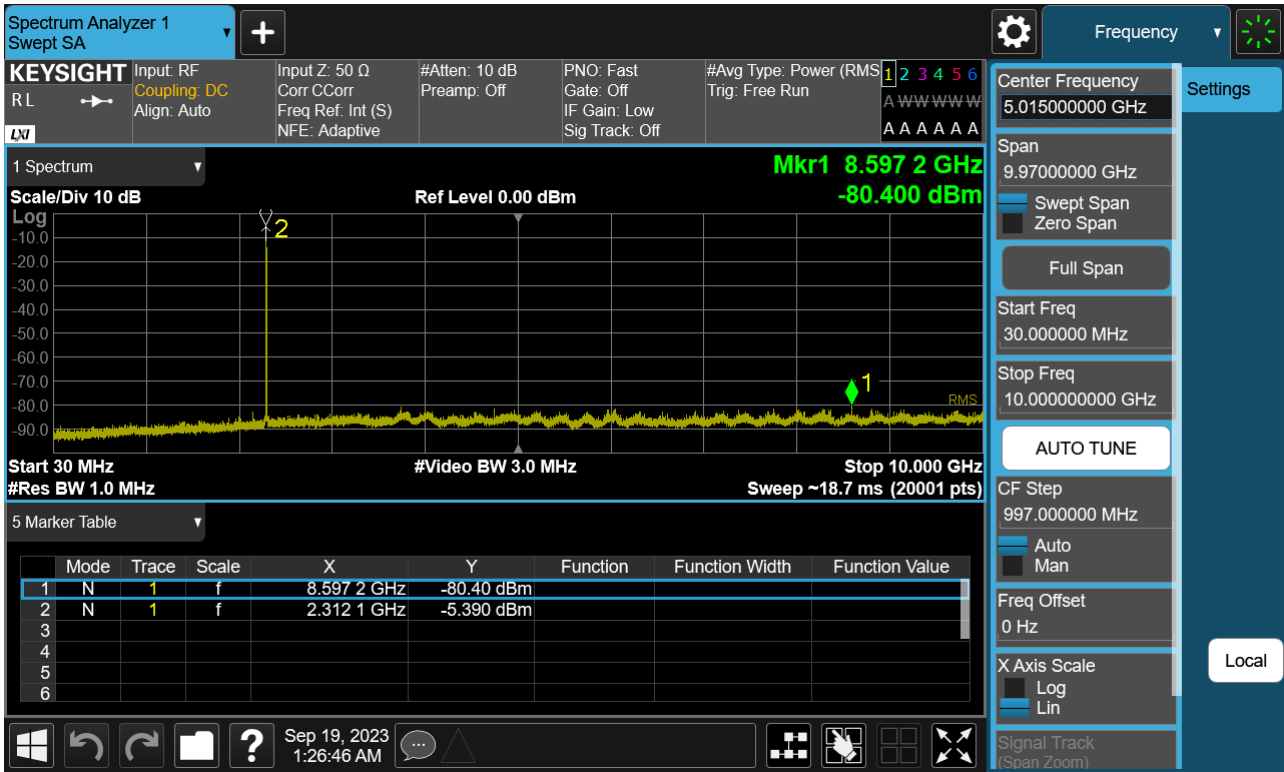 Spectrum Analyzer 1
Swept SA
+
Frequency
KEYSIGHT
RL
LXI
Input: RF
Coupling: DC
Align: Auto
Input Z: 50 Ω
Corr CCorr
Freq Ref: Int (S)
NFE: Adaptive
#Atten: 10 dB
Preamp: Off
PNO: Fast
Gate: Off
IF Gain: Low
Sig Track: Off
#Avg Type: Power (RMS
Trig: Free Run
1 2 3 4 5 6
A W W W W W
A A A A A A
1 Spectrum
Mkr1 8.597 2 GHz
Scale/Div 10 dB
Ref Level 0.00 dBm
-80.400 dBm
Log
2
-10.0
-20.0
-30.0
-40.0
-50.0
-60.0
-70.0
1
-80.0
RMS
-90.0
Start 30 MHz
#Video BW 3.0 MHz
Stop 10.000 GHz
#Res BW 1.0 MHz
Sweep ~18.7 ms (20001 pts)
5 Marker Table
Mode Trace Scale X Y Function Function Width Function Value
1 N 1 f 8.597 2 GHz -80.40 dBm
2 N 1 f 2.312 1 GHz -5.390 dBm
3
4
5
6
?
Sep 19, 2023
1:26:46 AM
Settings
Center Frequency
5.015000000 GHz
Span
9.97000000 GHz
Swept Span
Zero Span
Full Span
Start Freq
30.000000 MHz
Stop Freq
10.000000000 GHz
AUTO TUNE
CF Step
997.000000 MHz
Auto
Man
Freq Offset
0 Hz
X Axis Scale
Log
Lin
Signal Track
(Span Zoom)
Local